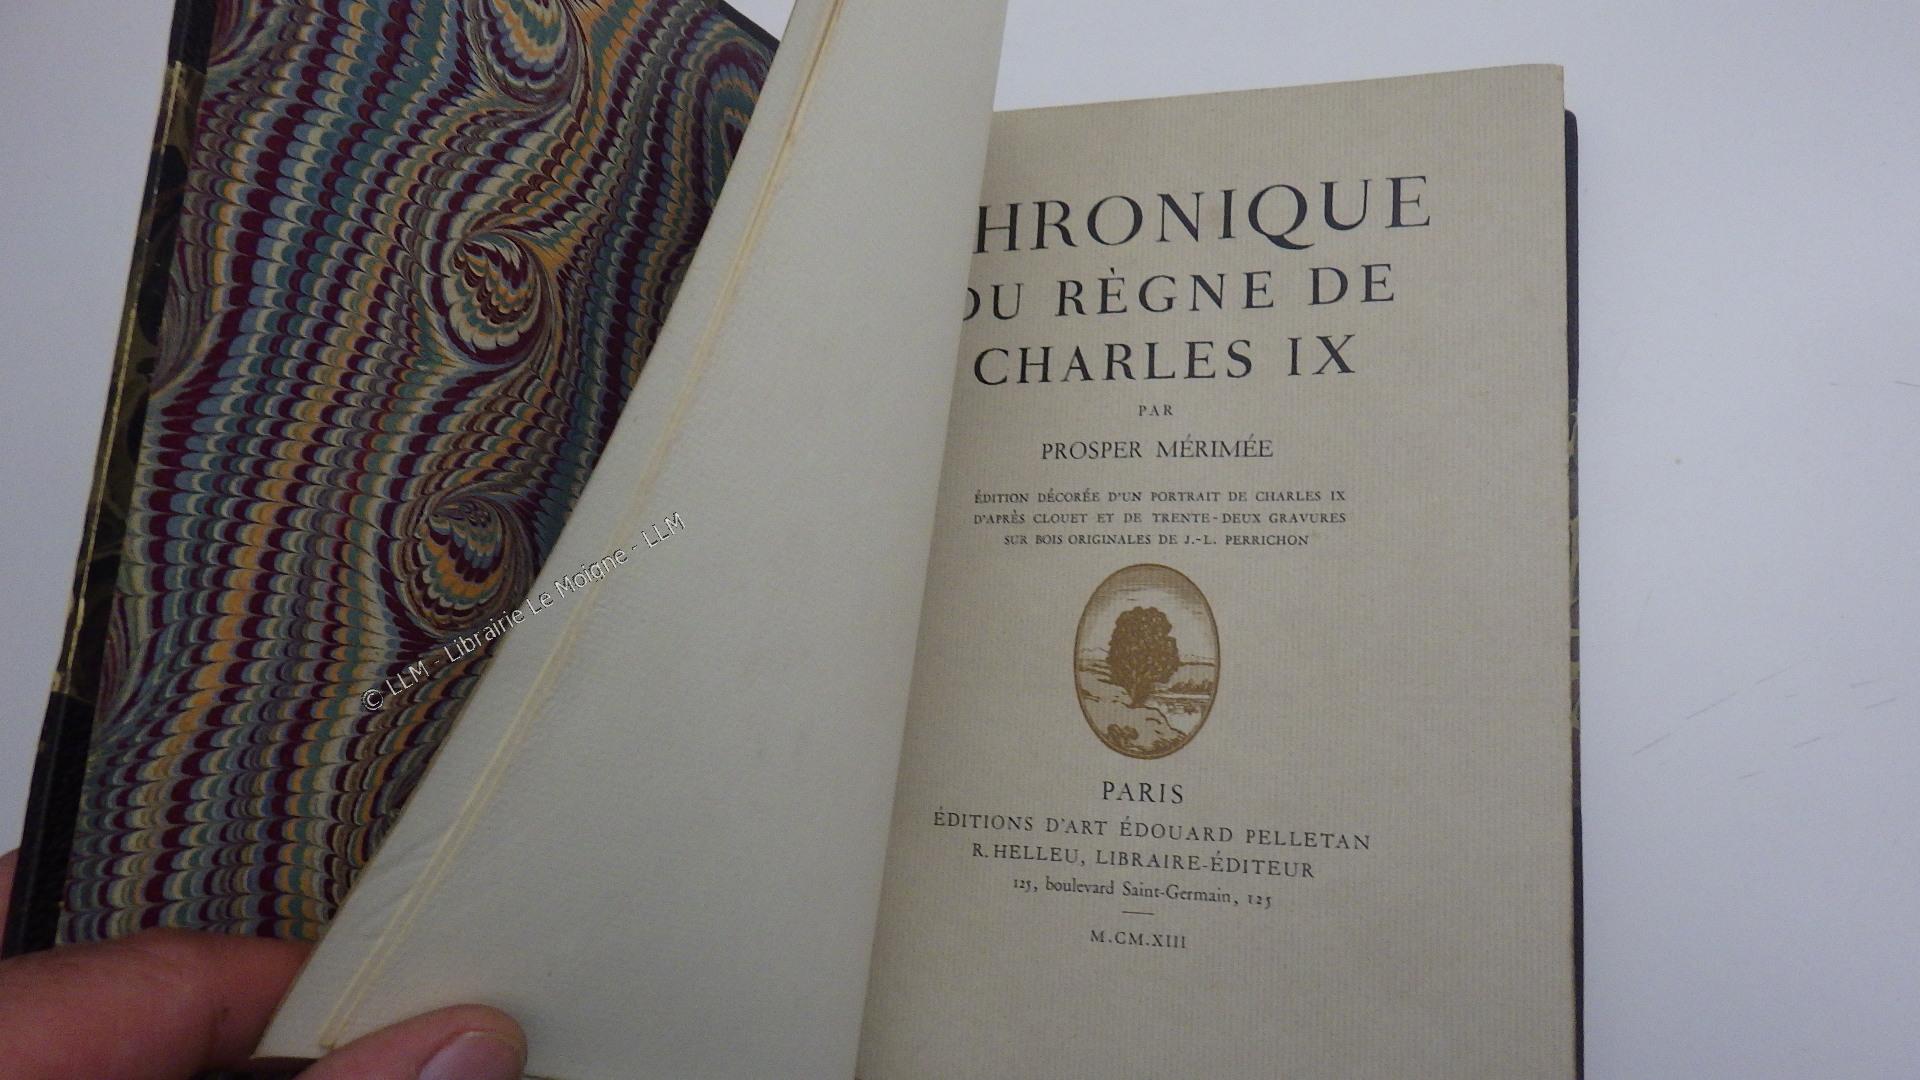 HRONIQUE
DU RÈGNE DE
CHARLES IX
PAR
PROSPER MÉRIMÉE
ÉDITION DÉCORÉE D'UN PORTRAIT DE CHARLES IX
D'APRÈS CLOUET ET DE TRENTE-DEUX GRAVURES
SUR BOIS ORIGINALES DE J.-L. PERRICHON
PARIS
ÉDITIONS D'ART ÉDOUARD PELLETAN
R. HELLEU, LIBRAIRE-ÉDITEUR
125, boulevard Saint-Germain, 125
M.CM.XIII
© LLM - Librairie Le Moigne - LLM